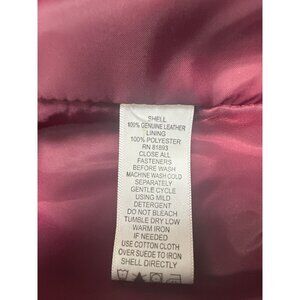 SHELL
100% GENUINE LEATHER
LINING
100% POLYESTER
RN 81893
CLOSE ALL
FASTENERS
BEFORE WASH
MACHINE WASH COLD
SEPARATELY
GENTLE CYCLE
USING MILD
DETERGENT
DO NOT BLEACH
TUMBLE DRY LOW
WARM IRON
IF NEEDED
USE COTTON CLOTH
OVER SUEDE TO IRON
SHELL DIRECTLY